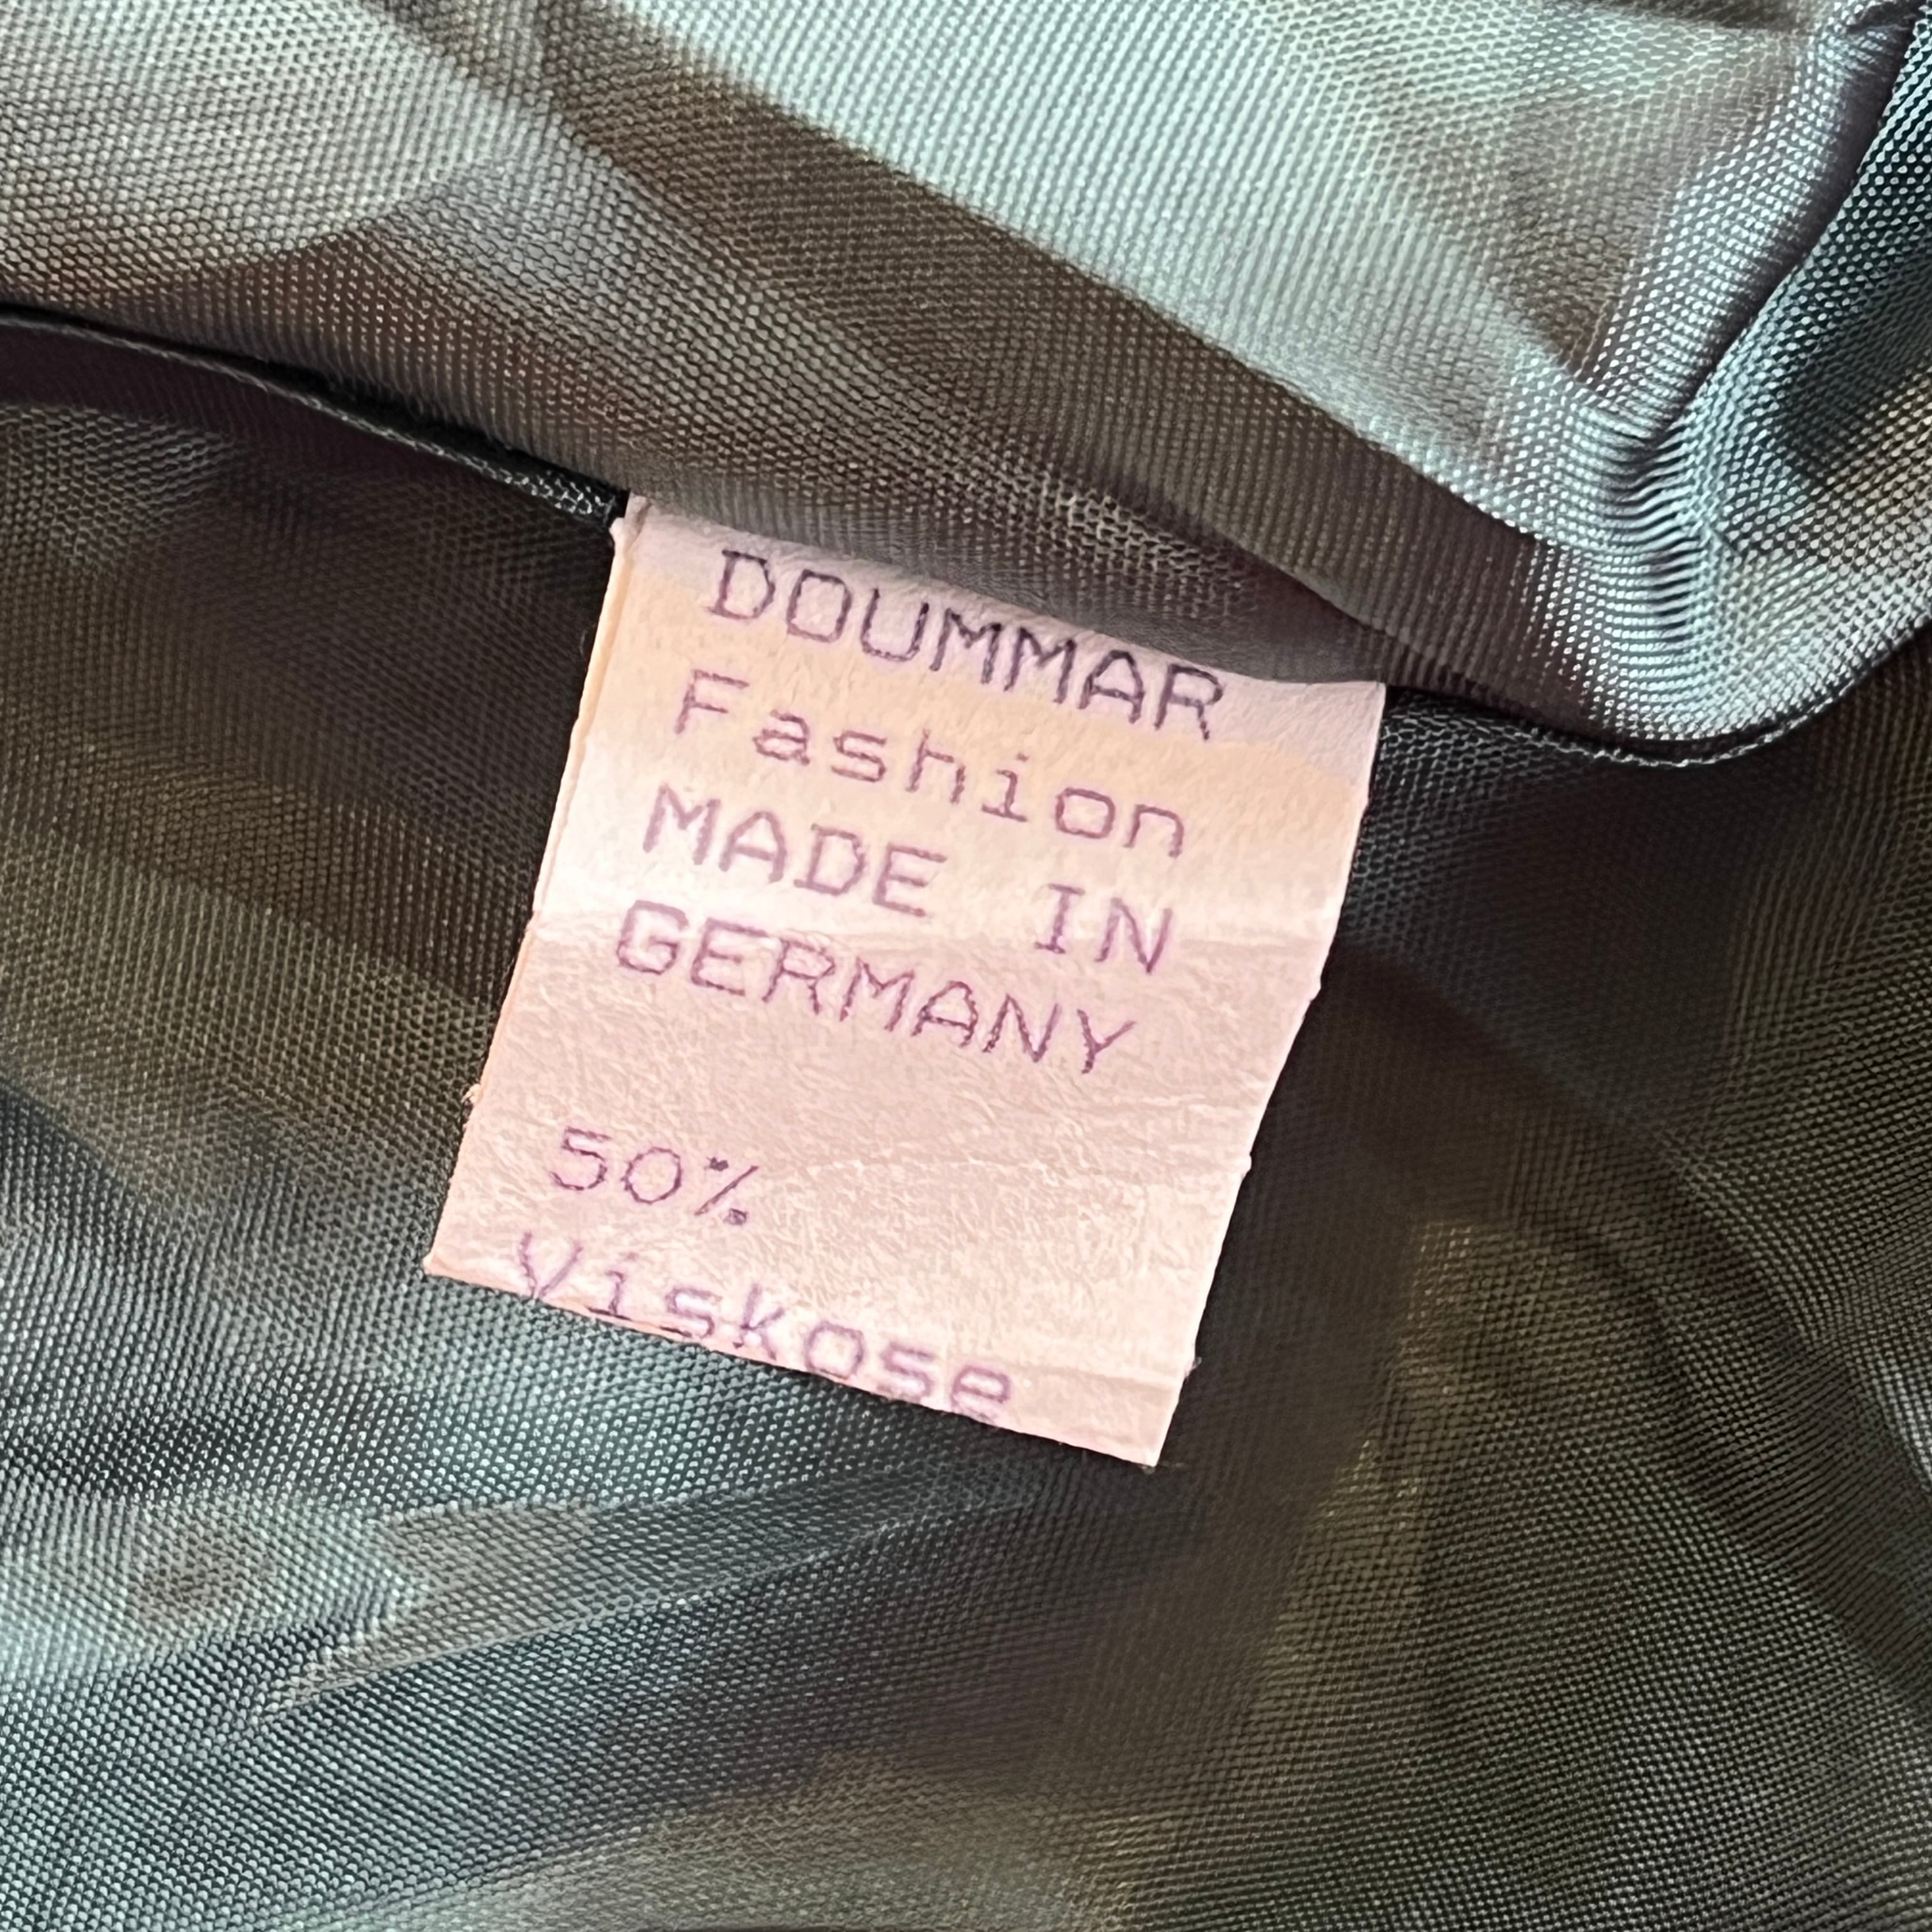 DOUMMAR
Fashion
MADE IN
GERMANY
50%
Viskose